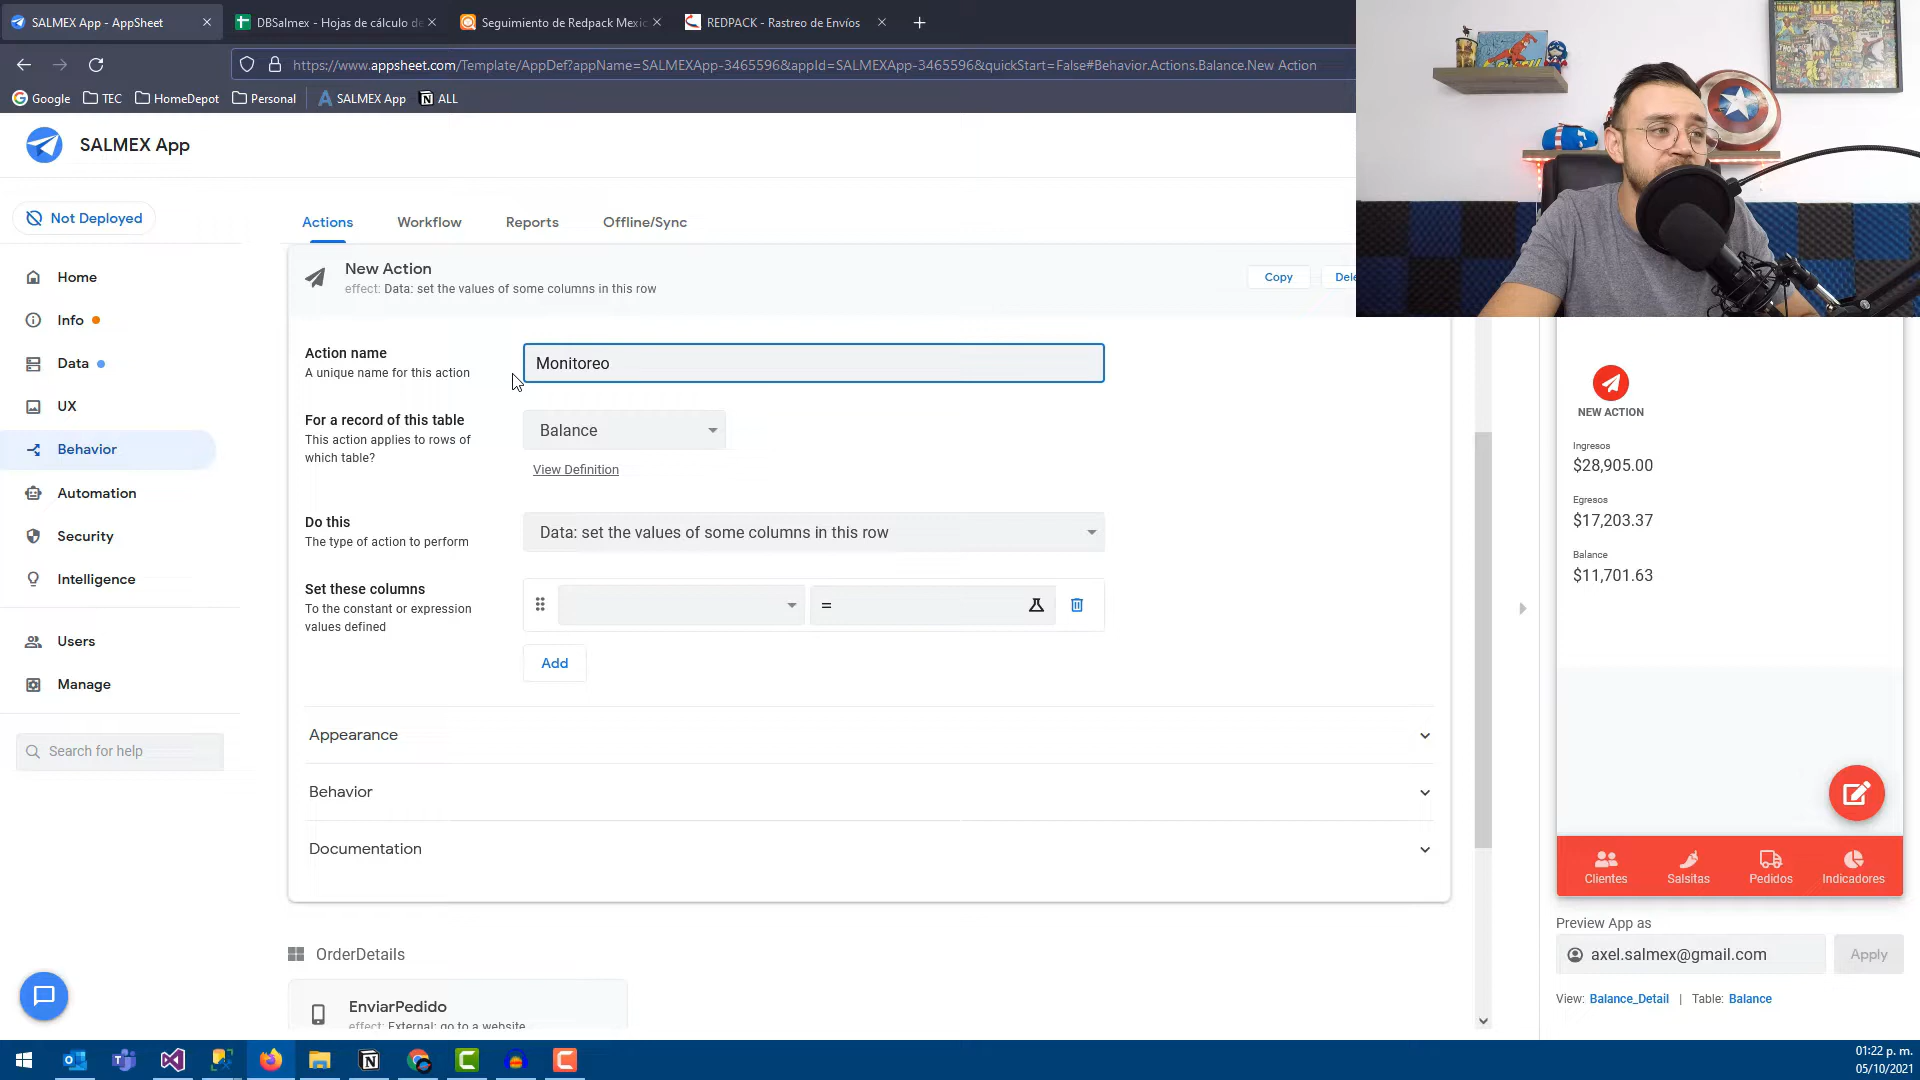 SALMEX App - AppSheet
DBSalmex - Hojas de cálculo de
Seguimiento de Redpack Mexic
REDPACK - Rastreo de Envíos
https://www.appsheet.com/Template/AppDef?appName=SALMEXApp-3465596&appId=SALMEXApp-3465596&quickStart=False#Behavior.Actions.Balance.New Action
Google
TEC
HomeDepot
Personal
SALMEX App
ALL
SALMEX App
Not Deployed
Home
Info
Data
UX
Behavior
Automation
Security
Intelligence
Users
Manage
Search for help
Actions
Workflow
Reports
Offline/Sync
New Action
effect: Data: set the values of some columns in this row
Copy
Dele
Action name
A unique name for this action
Monitoreo
For a record of this table
This action applies to rows of
which table?
Balance
View Definition
Do this
The type of action to perform
Data: set the values of some columns in this row
Set these columns
To the constant or expression
values defined
=
Add
Appearance
Behavior
Documentation
OrderDetails
EnviarPedido
effect: External: go to a website
NEW ACTION
Ingresos
$28,905.00
Egresos
$17,203.37
Balance
$11,701.63
Clientes
Salsitas
Pedidos
Indicadores
Preview App as
axel.salmex@gmail.com
Apply
View: Balance_Detail | Table: Balance
01:22 p. m.
05/10/2021